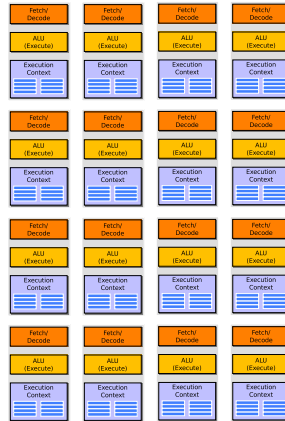 Fetch/ Fetch/ Fetch/ Fetch/
Decode Decode Decode Decode
ALU ALU ALU ALU
(Execute) (Execute) (Execute) (Execute)
Execution Execution Execution Execution
Context Context Context Context
Fetch/ Fetch/ Fetch/ Fetch/
Decode Decode Decode Decode
ALU ALU ALU ALU
(Execute) (Execute) (Execute) (Execute)
Execution Execution Execution Execution
Context Context Context Context
Fetch/ Fetch/ Fetch/ Fetch/
Decode Decode Decode Decode
ALU ALU ALU ALU
(Execute) (Execute) (Execute) (Execute)
Execution Execution Execution Execution
Context Context Context Context
Fetch/ Fetch/ Fetch/ Fetch/
Decode Decode Decode Decode
ALU ALU ALU ALU
(Execute) (Execute) (Execute) (Execute)
Execution Execution Execution Execution
Context Context Context Context